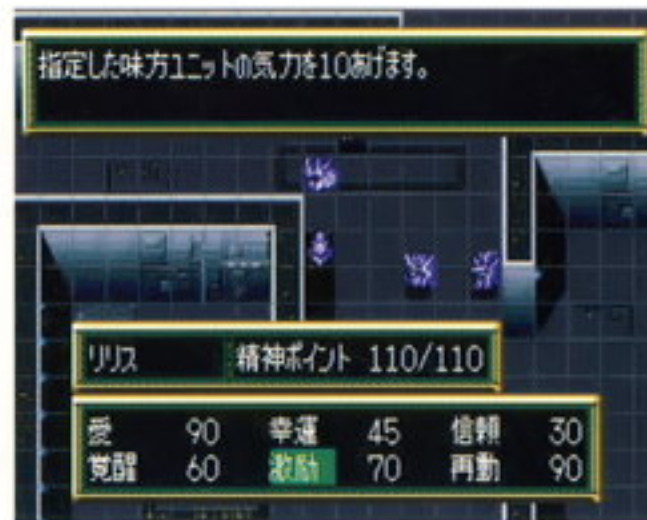 指定した味方ユニットの気力を10あげます。
リリス 精神ポイント 110/110
愛 90 幸運 45 信頼 30
覚醒 60 激励 70 再動 90